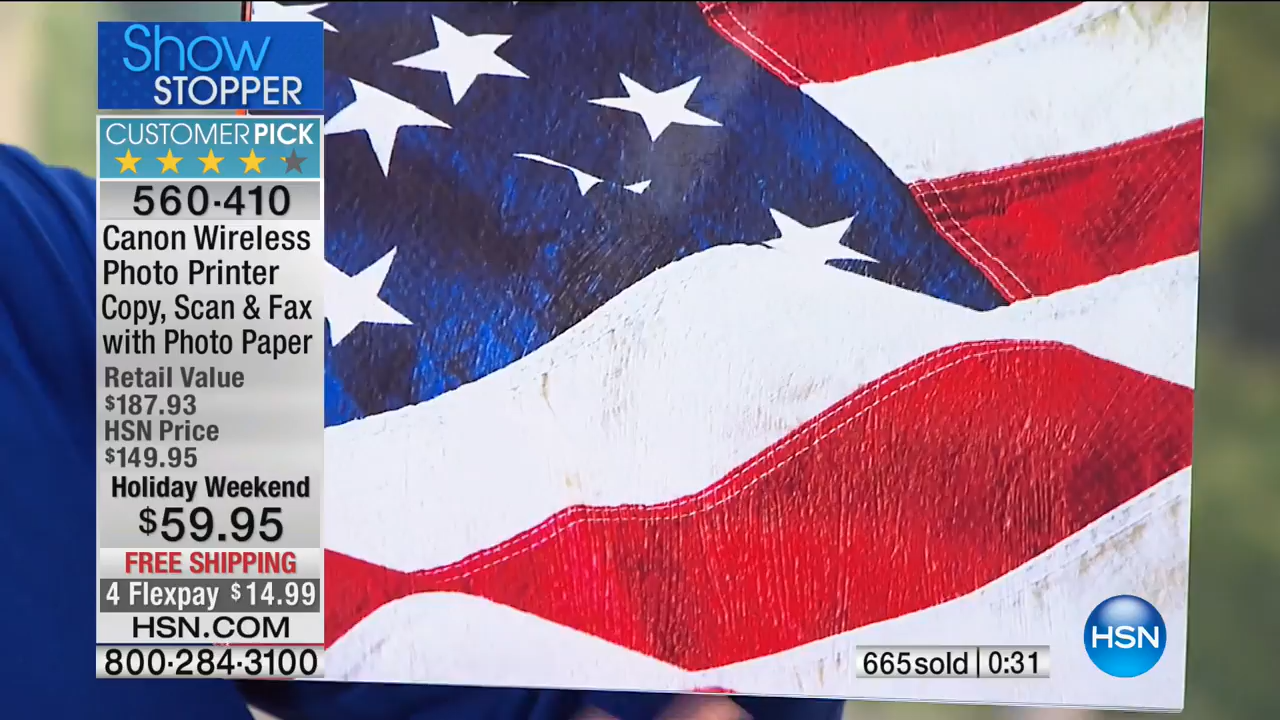 Show
STOPPER
CUSTOMER PICK
560·410
Canon Wireless
Photo Printer
Copy, Scan & Fax
with Photo Paper
Retail Value
$187.93
HSN Price
$149.95
Holiday Weekend
$59.95
FREE SHIPPING
4 Flexpay $14.99
HSN.COM
800·284·3100
665sold | 0:31
HSN